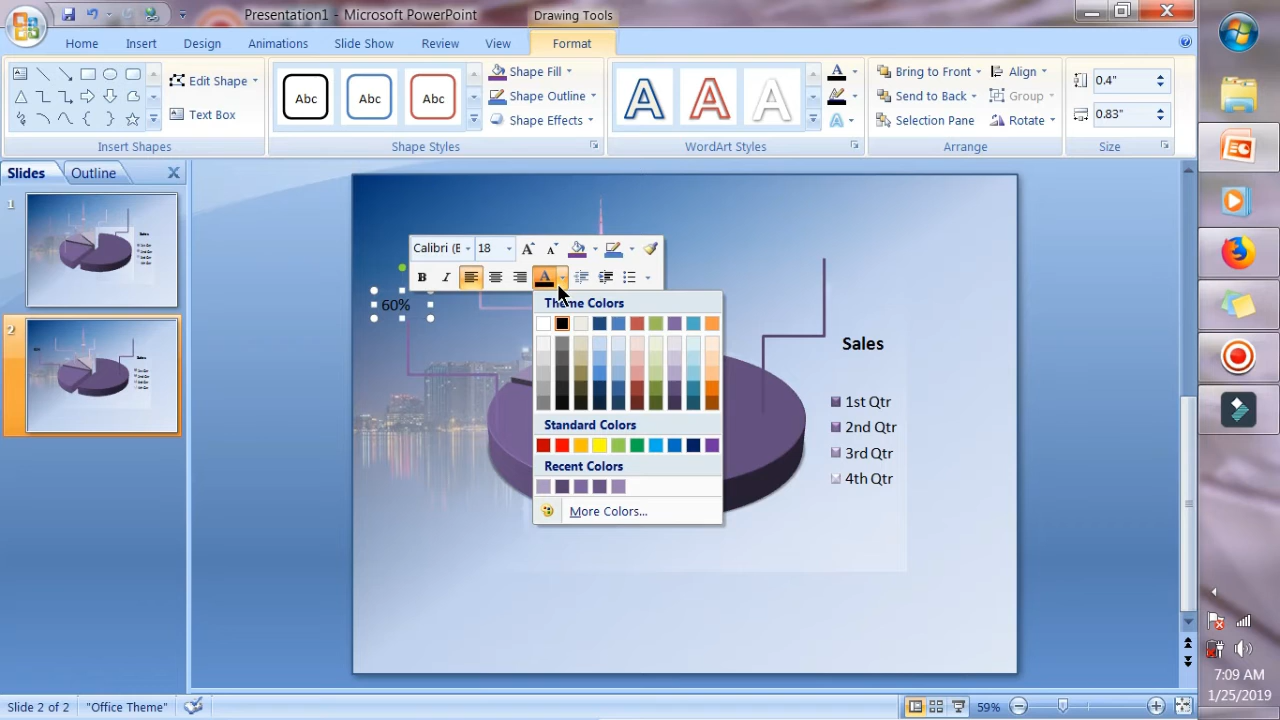 Presentation1 - Microsoft PowerPoint
Drawing Tools
Home Insert Design Animations Slide Show Review View Format
Edit Shape
Text Box
Insert Shapes
Abc Abc Abc
Shape Fill
Shape Outline
Shape Effects
Shape Styles
A A A
WordArt Styles
Bring to Front
Send to Back
Selection Pane
Align
Group
Rotate
Arrange
0.4"
0.83"
Size
Slides Outline
1
2
Calibri (E 18
B I A
60%
Theme Colors
Standard Colors
Recent Colors
More Colors...
Sales
1st Qtr
2nd Qtr
3rd Qtr
4th Qtr
Slide 2 of 2 "Office Theme" 59%
7:09 AM
1/25/2019